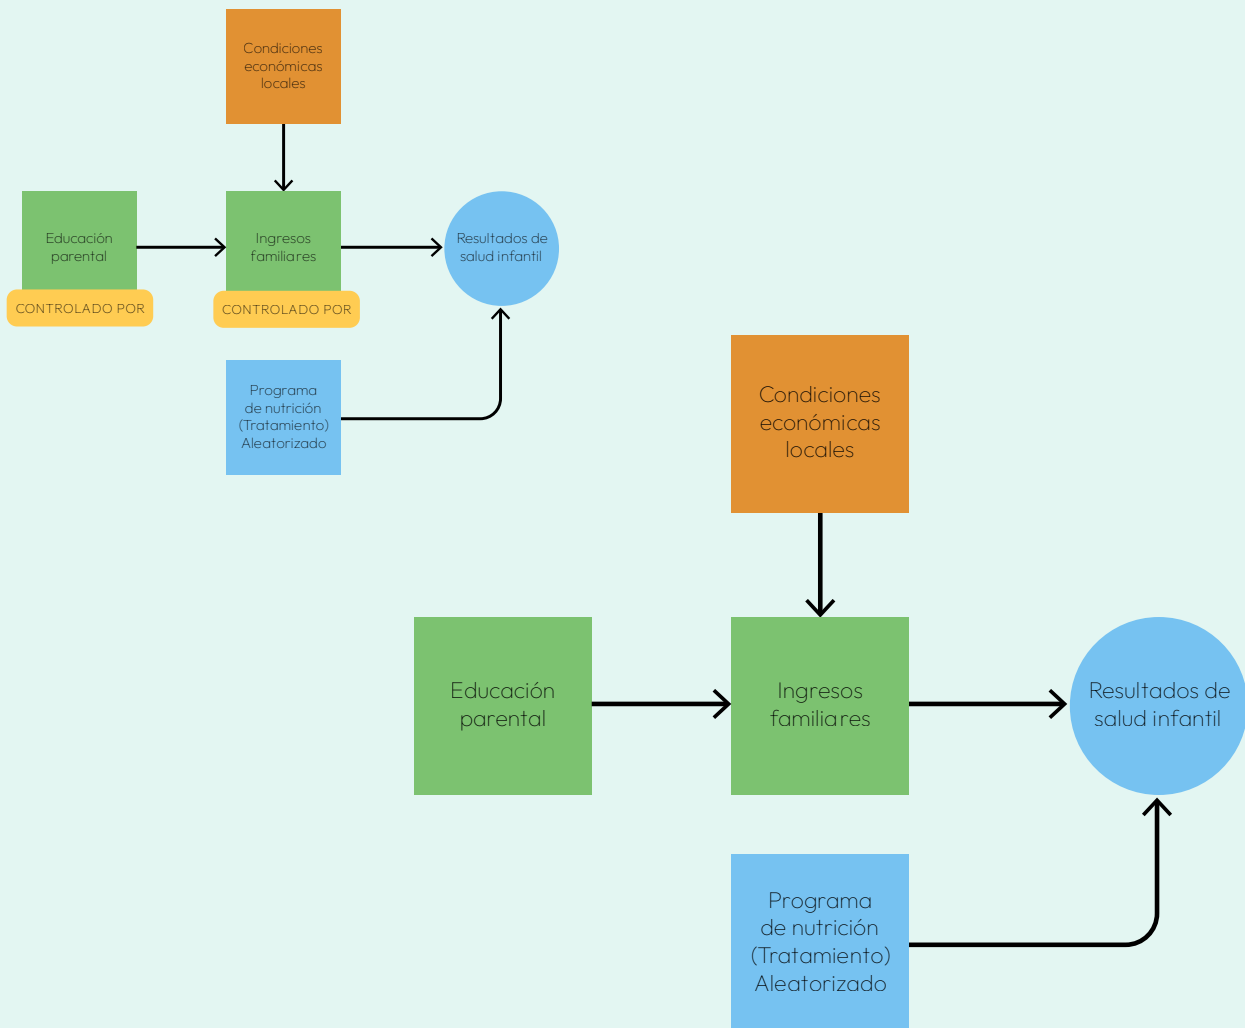 Condiciones
económicas
locales
Educación
parental
Ingresos
familiares
Resultados de
salud infantil
CONTROLADO POR
CONTROLADO POR
Programa
de nutrición
(Tratamiento)
Aleatorizado
Condiciones
económicas
locales
Educación
parental
Ingresos
familiares
Resultados de
salud infantil
Programa
de nutrición
(Tratamiento)
Aleatorizado